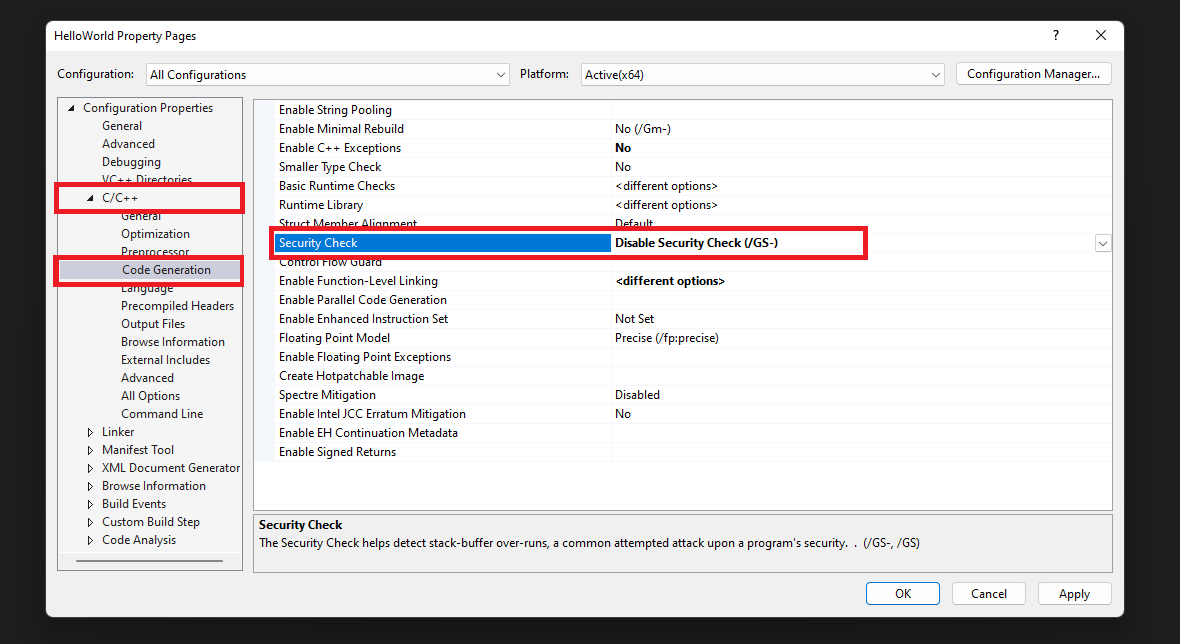 HelloWorld Property Pages
?
Configuration: All Configurations Platform: Active(x64) Configuration Manager...
Configuration Properties
General
Advanced
Debugging
VC++ Directories
C/C++
General
Optimization
Preprocessor
Code Generation
Language
Precompiled Headers
Output Files
Browse Information
External Includes
Advanced
All Options
Command Line
Linker
Manifest Tool
XML Document Generator
Browse Information
Build Events
Custom Build Step
Code Analysis
Enable String Pooling
Enable Minimal Rebuild No (/Gm-)
Enable C++ Exceptions No
Smaller Type Check No
Basic Runtime Checks <different options>
Runtime Library <different options>
Struct Member Alignment Default
Security Check Disable Security Check (/GS-)
Control Flow Guard
Enable Function-Level Linking <different options>
Enable Parallel Code Generation
Enable Enhanced Instruction Set Not Set
Floating Point Model Precise (/fp:precise)
Enable Floating Point Exceptions
Create Hotpatchable Image
Spectre Mitigation Disabled
Enable Intel JCC Erratum Mitigation No
Enable EH Continuation Metadata
Enable Signed Returns
Security Check
The Security Check helps detect stack-buffer over-runs, a common attempted attack upon a program's security. . (/GS-, /GS)
OK Cancel Apply